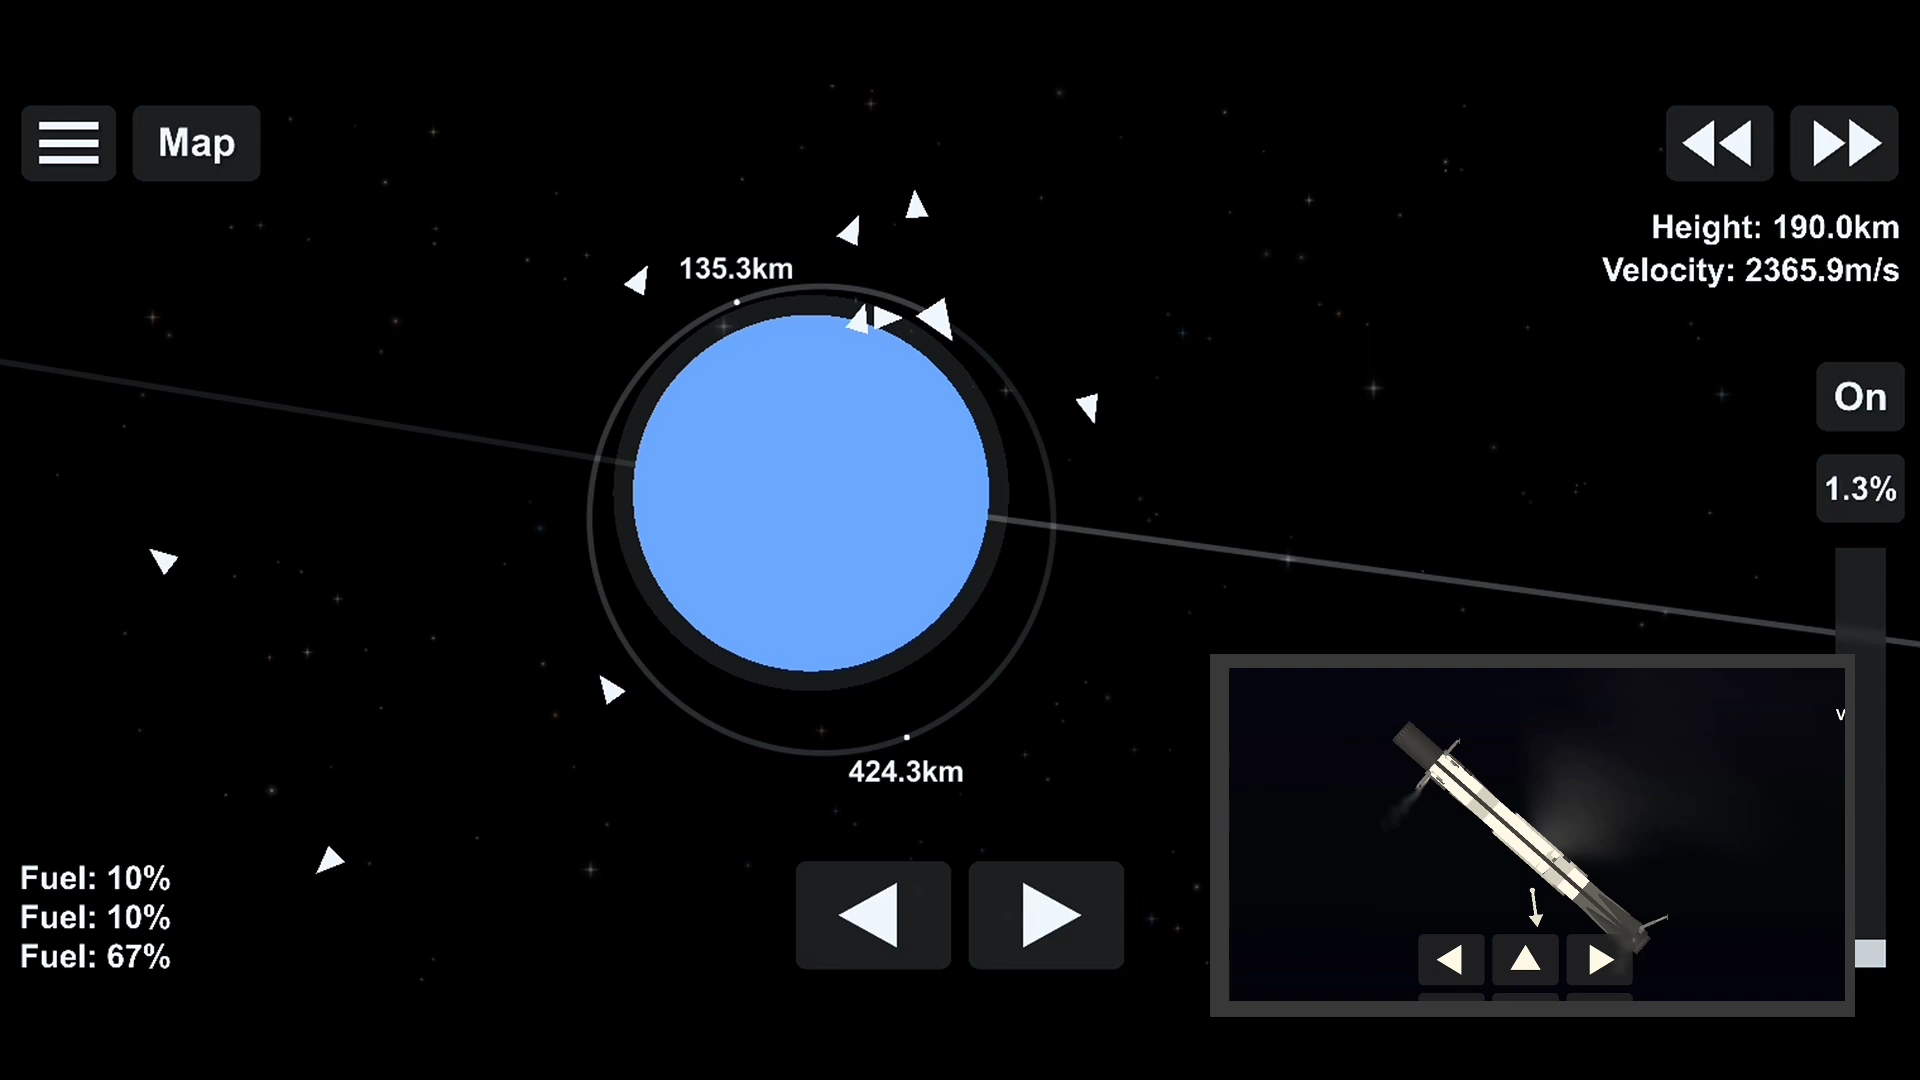 Map
Height: 190.0km
Velocity: 2365.9m/s
135.3km
On
1.3%
v
424.3km
Fuel: 10%
Fuel: 10%
Fuel: 67%